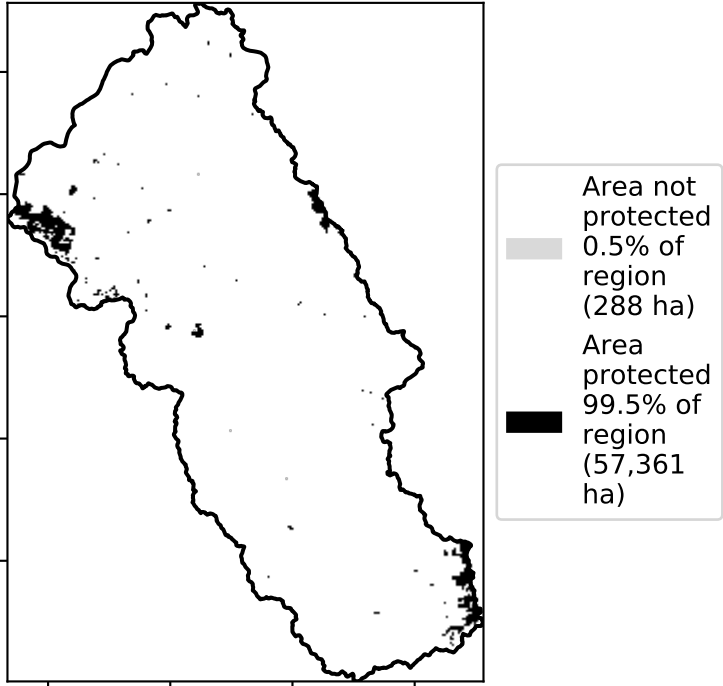 Area not
protected
0.5% of
region
(288 ha)
Area
protected
99.5% of
region
(57,361
ha)